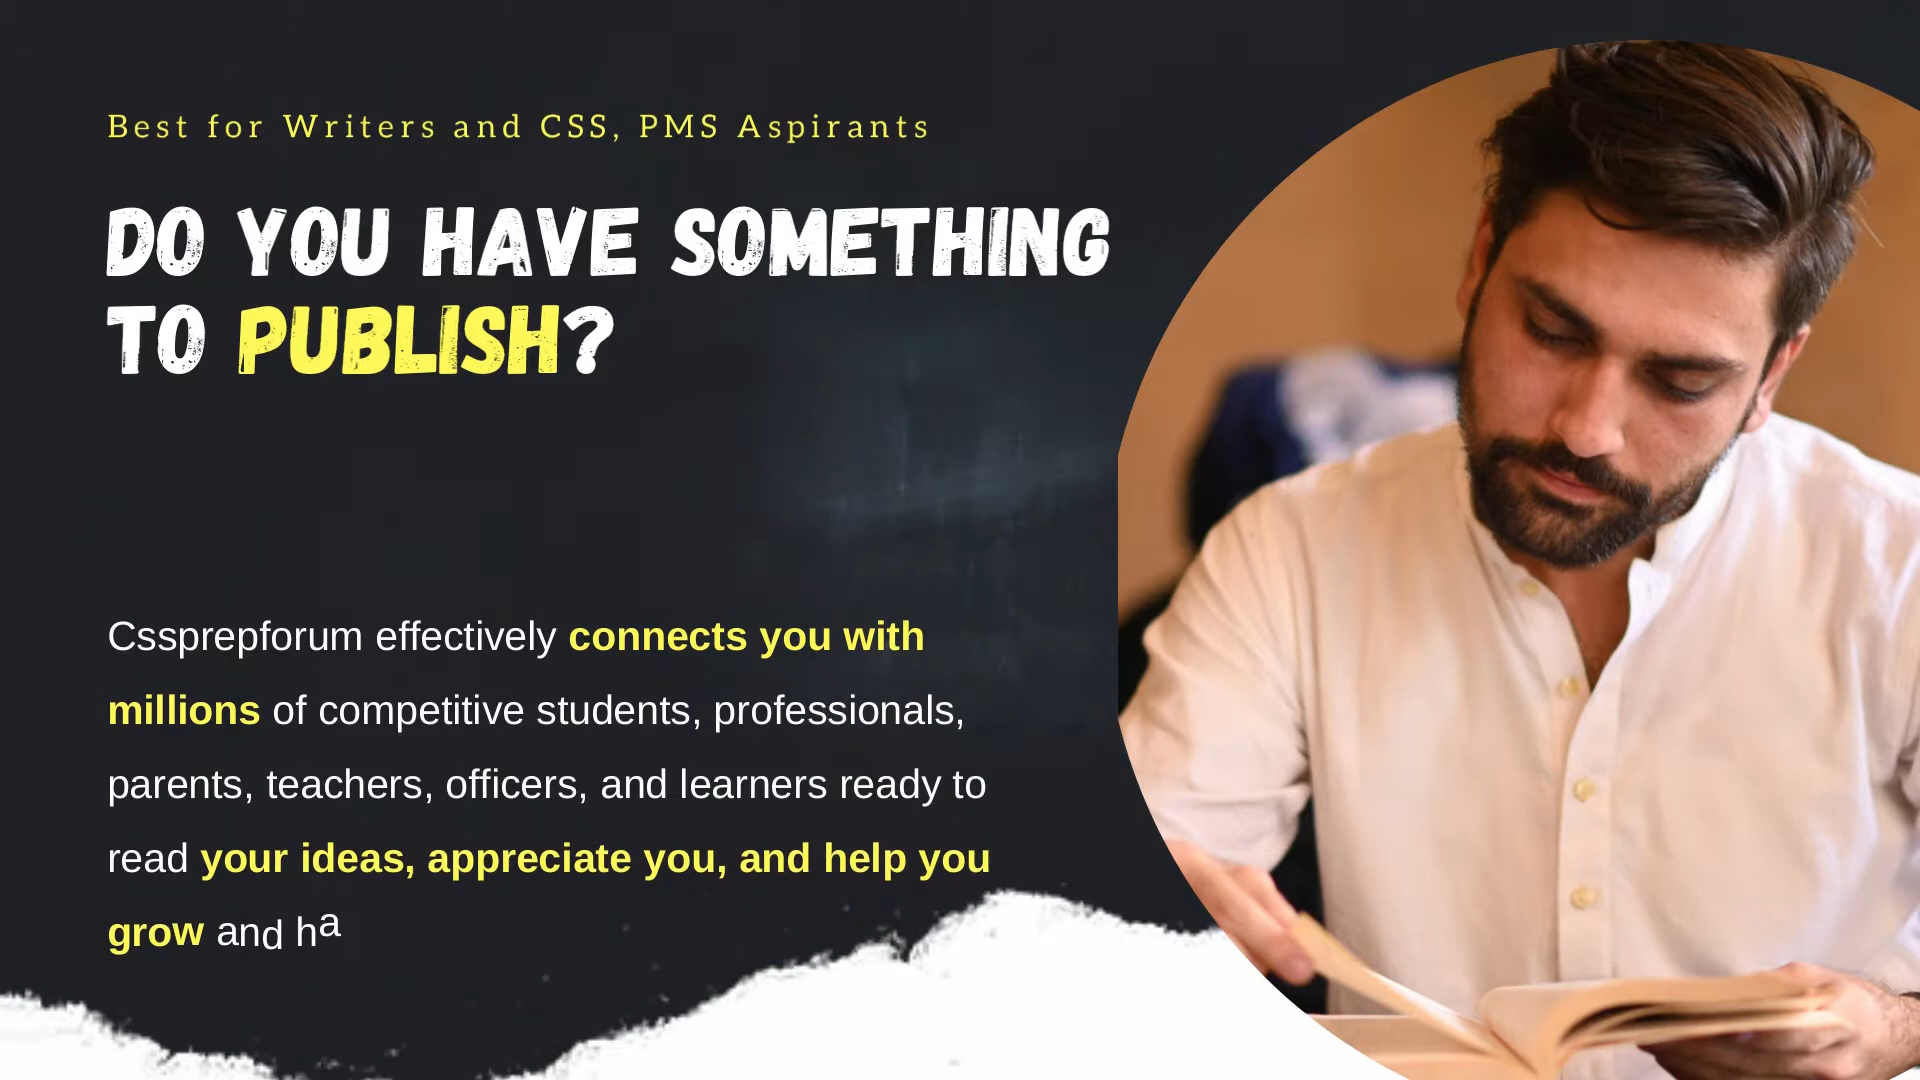 Best for Writers and CSS, PMS Aspirants
DO YOU HAVE SOMETHING
TO PUBLISH?
Cssprepforum effectively connects you with
millions of competitive students, professionals,
parents, teachers, officers, and learners ready to
read your ideas, appreciate you, and help you
grow and ha